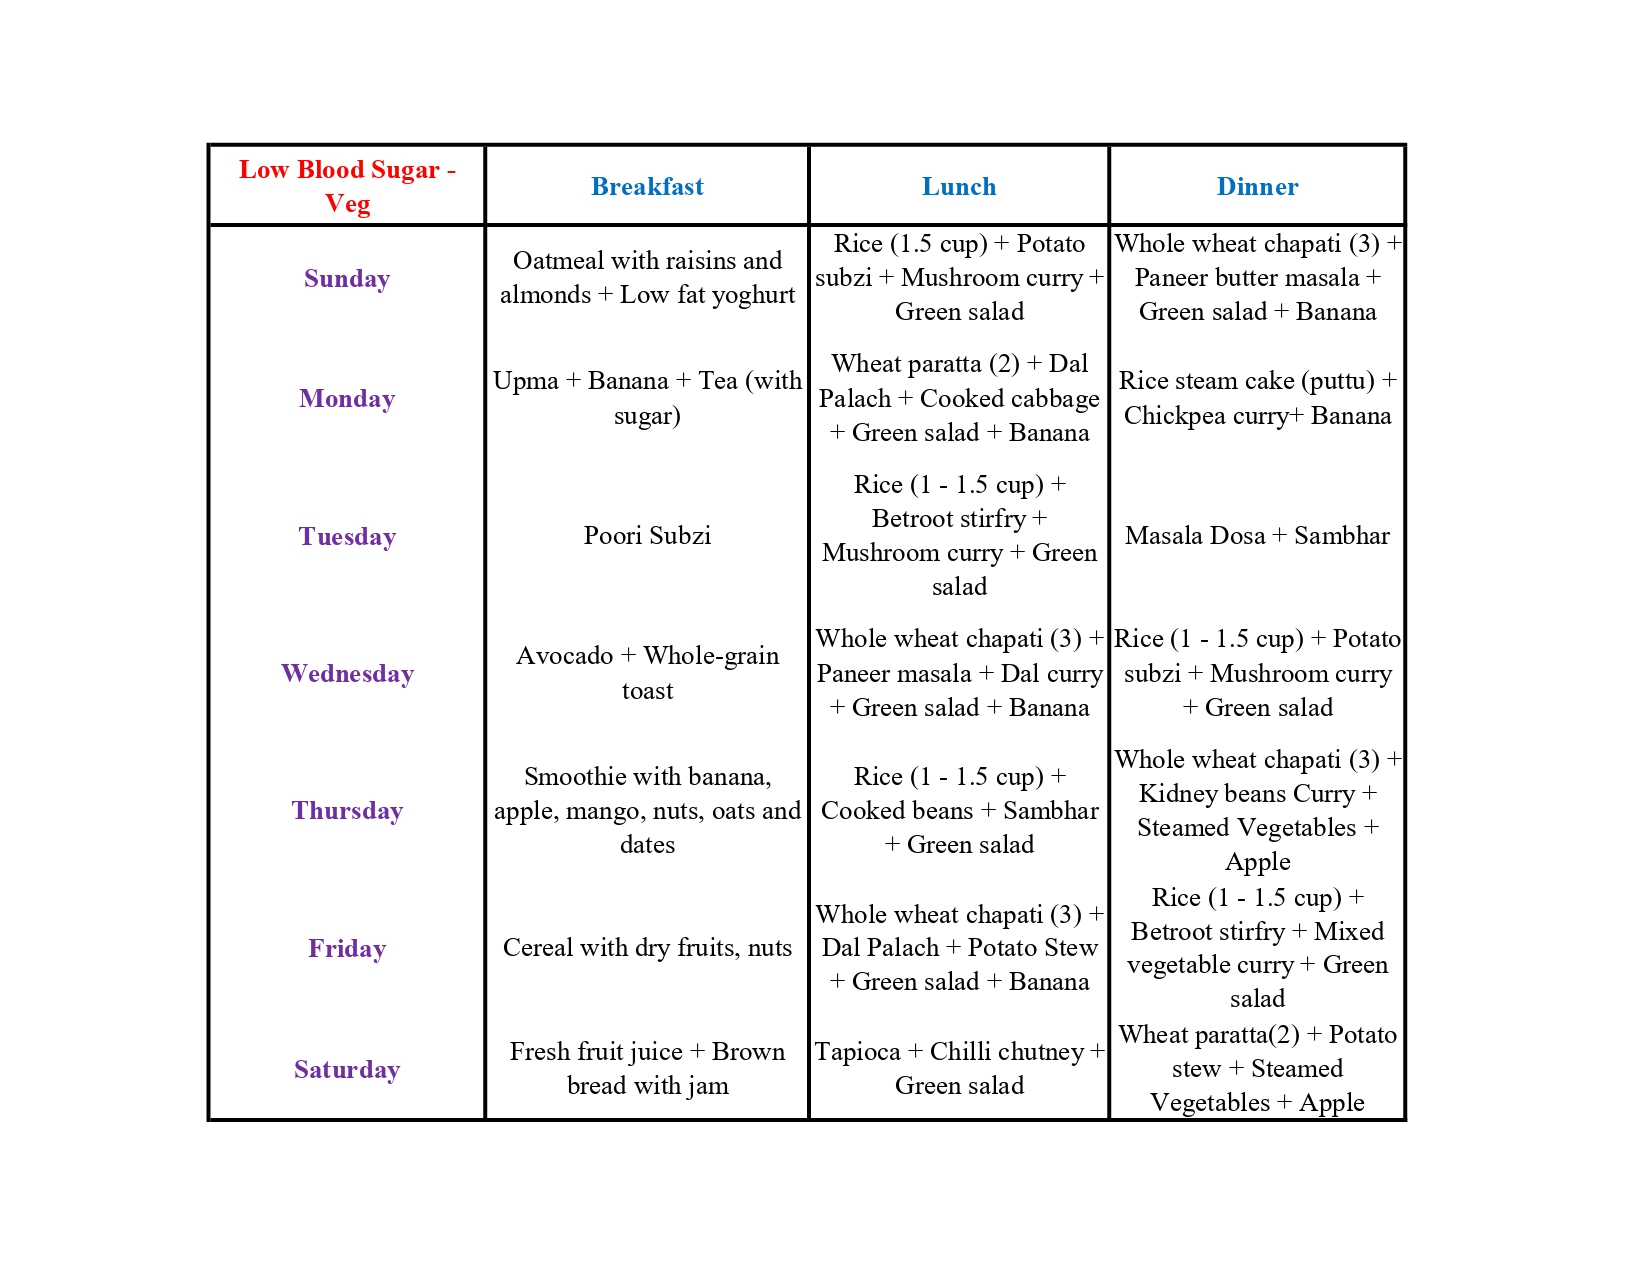 Low Blood Sugar -
Veg
Breakfast
Lunch
Dinner
Sunday
Oatmeal with raisins and
almonds + Low fat yoghurt
Rice (1.5 cup) + Potato
subzi + Mushroom curry +
Green salad
Whole wheat chapati (3) +
Paneer butter masala +
Green salad + Banana
Monday
Upma + Banana + Tea (with
sugar)
Wheat paratta (2) + Dal
Palach + Cooked cabbage
+ Green salad + Banana
Rice steam cake (puttu) +
Chickpea curry+ Banana
Tuesday
Poori Subzi
Rice (1 - 1.5 cup) +
Betroot stirfry +
Mushroom curry + Green
salad
Masala Dosa + Sambhar
Wednesday
Avocado + Whole-grain
toast
Whole wheat chapati (3) +
Paneer masala + Dal curry
+ Green salad + Banana
Rice (1 - 1.5 cup) + Potato
subzi + Mushroom curry
+ Green salad
Thursday
Smoothie with banana,
apple, mango, nuts, oats and
dates
Rice (1 - 1.5 cup) +
Cooked beans + Sambhar
+ Green salad
Whole wheat chapati (3) +
Kidney beans Curry +
Steamed Vegetables +
Apple
Friday
Cereal with dry fruits, nuts
Whole wheat chapati (3) +
Dal Palach + Potato Stew
+ Green salad + Banana
Rice (1 - 1.5 cup) +
Betroot stirfry + Mixed
vegetable curry + Green
salad
Saturday
Fresh fruit juice + Brown
bread with jam
Tapioca + Chilli chutney +
Green salad
Wheat paratta(2) + Potato
stew + Steamed
Vegetables + Apple